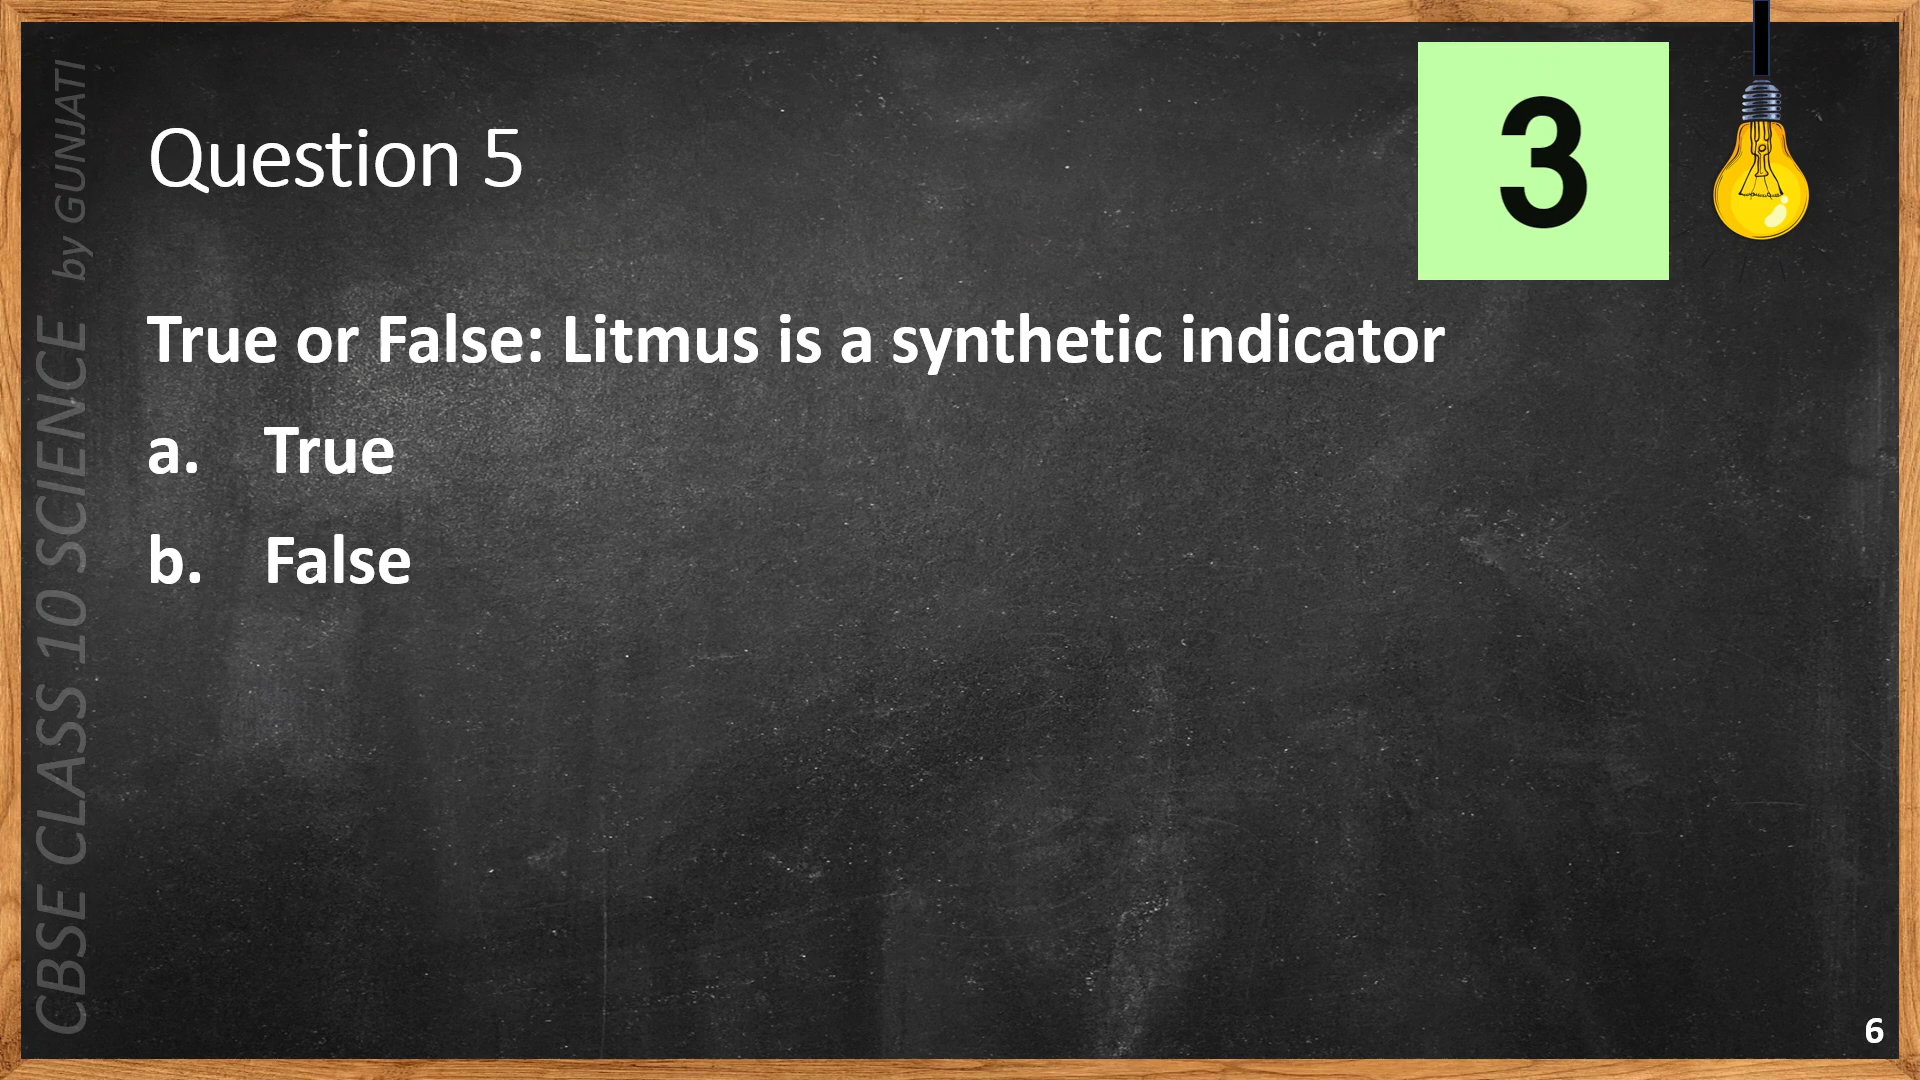 CBSE CLASS 10 SCIENCE by GUNJATI
Question 5
3
True or False: Litmus is a synthetic indicator
a. True
b. False
6